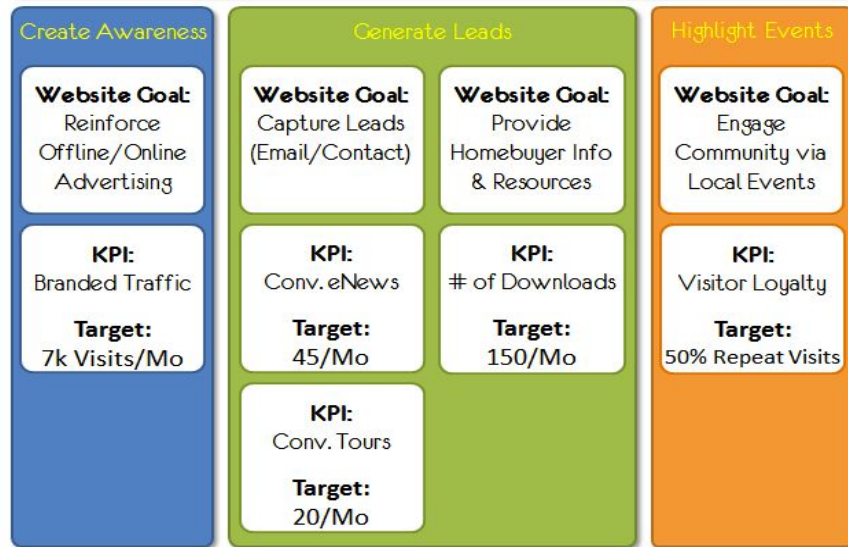 Create Awareness
Website Goal:
Reinforce
Offline/Online
Advertising
KPI:
Branded Traffic
Target:
7k Visits/Mo
Generate Leads
Website Goal:
Capture Leads
(Email/Contact)
KPI:
Conv. eNews
Target:
45/Mo
KPI:
Conv. Tours
Target:
20/Mo
Website Goal:
Provide
Homebuyer Info
& Resources
KPI:
# of Downloads
Target:
150/Mo
Highlight Events
Website Goal:
Engage
Community via
Local Events
KPI:
Visitor Loyalty
Target:
50% Repeat Visits